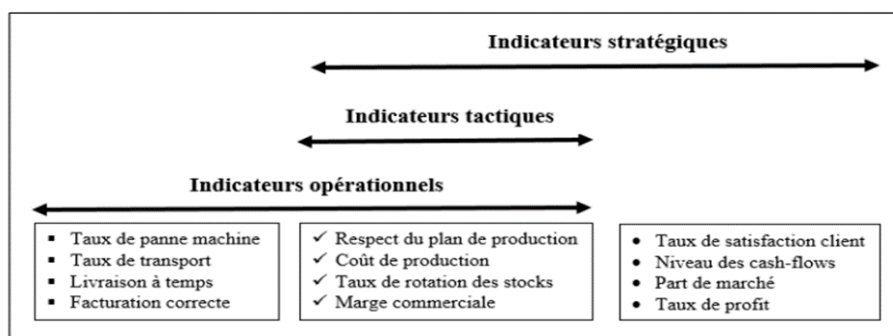 Indicateurs stratégiques
Indicateurs tactiques
Indicateurs opérationnels
Taux de panne machine
Taux de transport
Livraison à temps
Facturation correcte
Respect du plan de production
Coût de production
Taux de rotation des stocks
Marge commerciale
Taux de satisfaction client
Niveau des cash-flows
Part de marché
Taux de profit